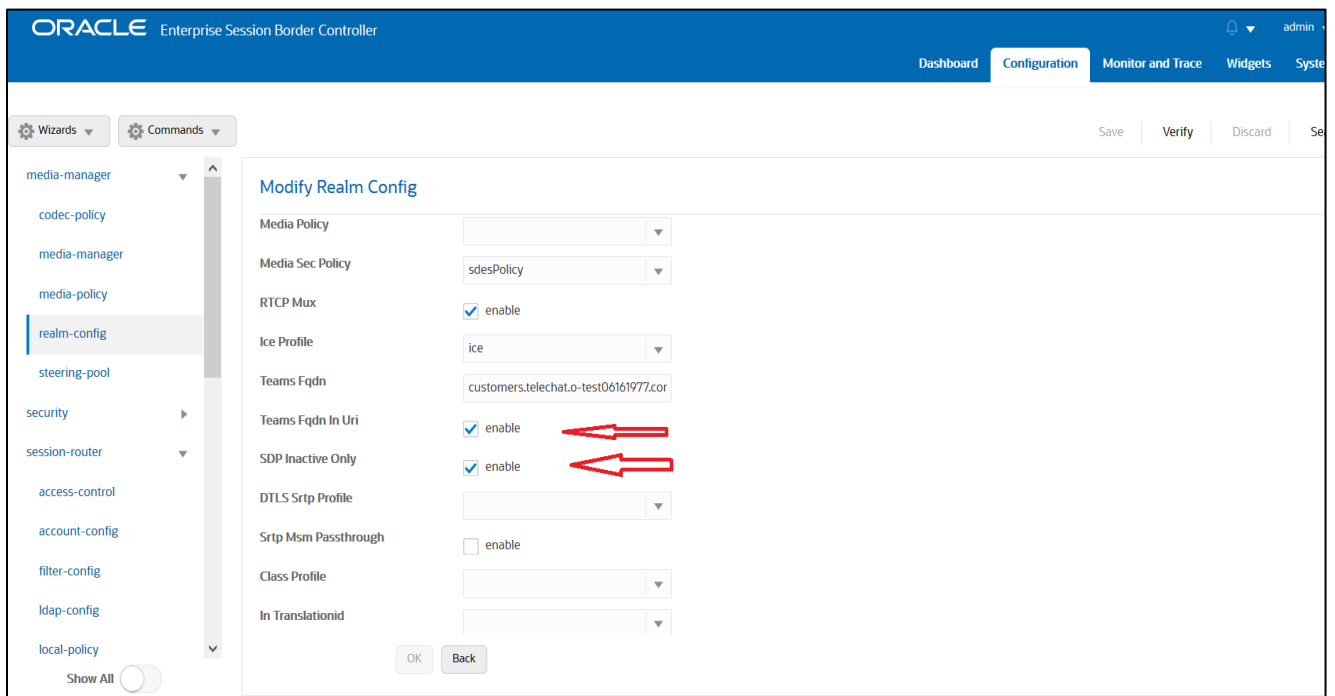 ORACLE Enterprise Session Border Controller
admin
Dashboard Configuration Monitor and Trace Widgets
Wizards Commands
Save Verify Discard
media-manager
codec-policy
media-manager
media-policy
realm-config
steering-pool
security
session-router
access-control
account-config
filter-config
ldap-config
local-policy
Show All
Modify Realm Config
Media Policy
Media Sec Policy sdesPolicy
RTCP Mux enable
Ice Profile ice
Teams Fqdn customers.telechat.o-test06161977.cor
Teams Fqdn In Uri enable
SDP Inactive Only enable
DTLS Srtp Profile
Srtp Msm Passthrough enable
Class Profile
In Translationid
OK Back